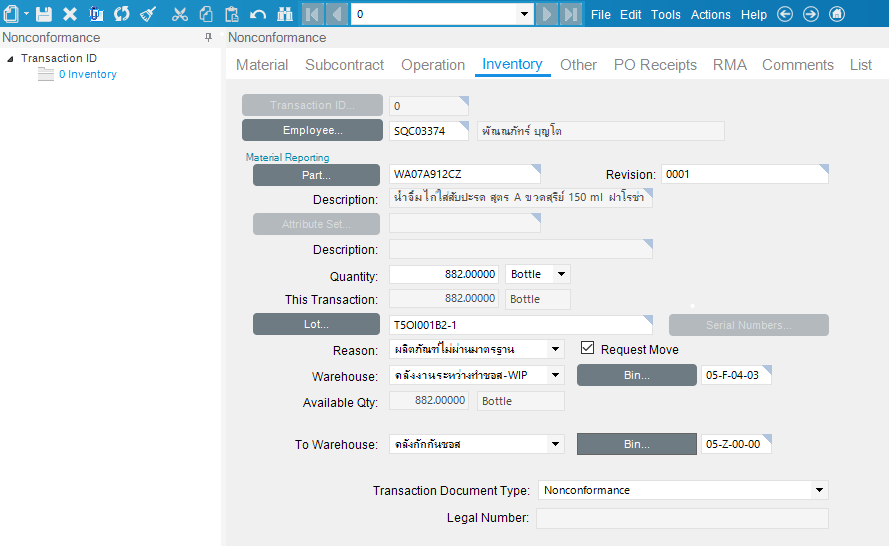 0 File Edit Tools Actions Help
Nonconformance
Nonconformance
Transaction ID
0 Inventory
Material Subcontract Operation Inventory Other PO Receipts RMA Comments List
Transaction ID... 0
Employee... SQC03374 พัณณภัทร์ บุญโต
Material Reporting
Part... WA07A912CZ Revision: 0001
Description: น้ำจิ้มไก่ใส่สับปะรด สูตร A ขวดสุรีย์ 150 ml ฝาโรช่า
Attribute Set...
Description:
Quantity: 882.00000 Bottle
This Transaction: 882.00000 Bottle
Lot... T5OI001B2-1 Serial Numbers...
Reason: ผลิตภัณฑ์ไม่ผ่านมาตรฐาน Request Move
Warehouse: คลังงานระหว่างทำซอส-WIP Bin... 05-F-04-03
Available Qty: 882.00000 Bottle
To Warehouse: คลังกักกันซอส Bin... 05-Z-00-00
Transaction Document Type: Nonconformance
Legal Number: